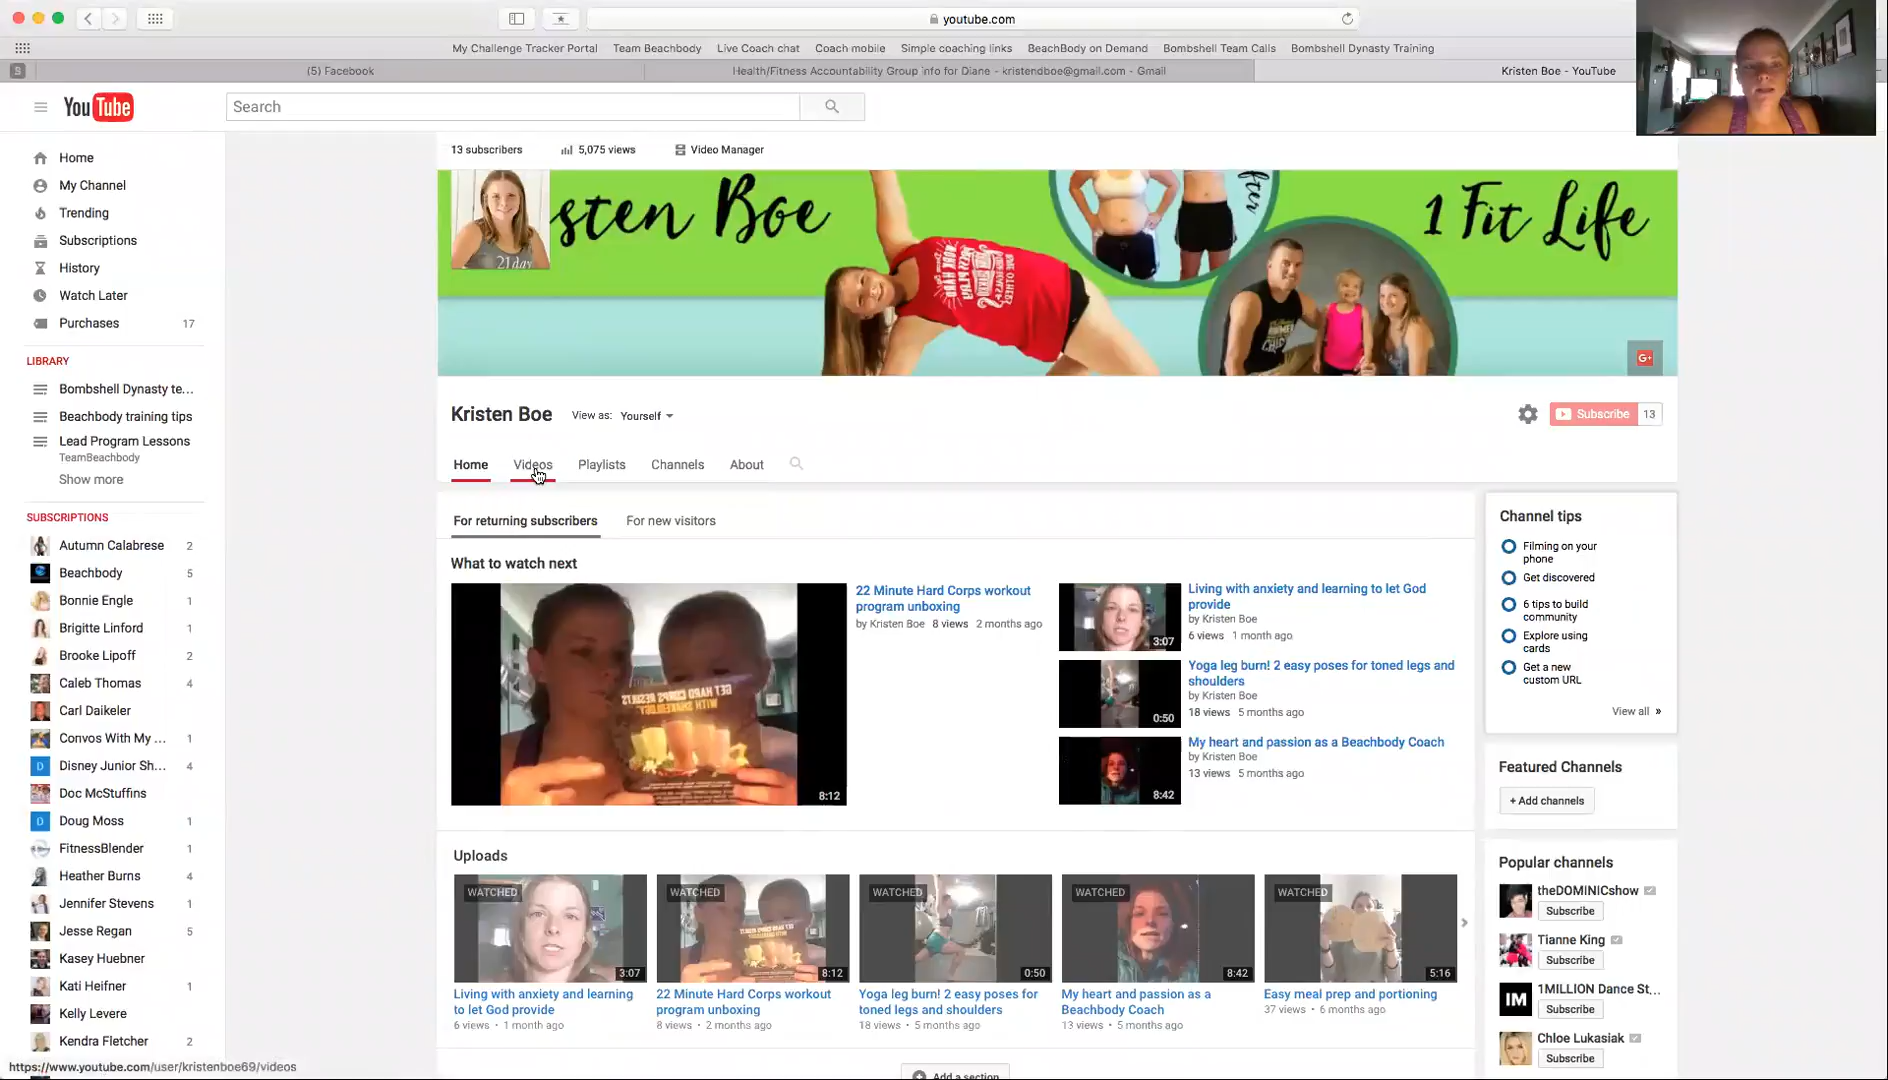 youtube.com
My Challenge Tracker Portal Team Beachbody Live Coach chat Coach mobile Simple coaching links BeachBody on Demand Bombshell Team Calls Bombshell Dynasty Training
(5) Facebook Health/Fitness Accountability Group info for Diane - kristendboe@gmail.com - Gmail Kristen Boe - YouTube
YouTube
Search
Home
My Channel
Trending
Subscriptions
History
Watch Later
Purchases 17
LIBRARY
Bombshell Dynasty te...
Beachbody training tips
Lead Program Lessons
TeamBeachbody
Show more
SUBSCRIPTIONS
Autumn Calabrese 2
Beachbody 5
Bonnie Engle 1
Brigitte Linford 1
Brooke Lipoff 2
Caleb Thomas 4
Carl Daikeler
Convos With My ... 1
Disney Junior Sh... 4
Doc McStuffins
Doug Moss 1
FitnessBlender 1
Heather Burns 4
Jennifer Stevens 1
Jesse Regan 5
Kasey Huebner
Kati Heifner 1
Kelly Levere
Kendra Fletcher 2
https://www.youtube.com/user/kristenboe69/videos
13 subscribers 5,075 views Video Manager
sten Boe
1 Fit Life
21 day
Kristen Boe View as: Yourself
Subscribe 13
Home Videos Playlists Channels About
For returning subscribers For new visitors
What to watch next
8:12
22 Minute Hard Corps workout
program unboxing
by Kristen Boe 8 views 2 months ago
3:07
Living with anxiety and learning to let God
provide
by Kristen Boe
6 views 1 month ago
0:50
Yoga leg burn! 2 easy poses for toned legs and
shoulders
by Kristen Boe
18 views 5 months ago
8:42
My heart and passion as a Beachbody Coach
by Kristen Boe
13 views 5 months ago
Uploads
WATCHED
3:07
Living with anxiety and learning
to let God provide
6 views • 1 month ago
WATCHED
8:12
22 Minute Hard Corps workout
program unboxing
8 views • 2 months ago
WATCHED
0:50
Yoga leg burn! 2 easy poses for
toned legs and shoulders
18 views • 5 months ago
WATCHED
8:42
My heart and passion as a
Beachbody Coach
13 views • 5 months ago
WATCHED
5:16
Easy meal prep and portioning
37 views • 6 months ago
Add a section
Channel tips
Filming on your
phone
Get discovered
6 tips to build
community
Explore using
cards
Get a new
custom URL
View all »
Featured Channels
+ Add channels
Popular channels
theDOMINICshow
Subscribe
Tianne King
Subscribe
IM
1MILLION Dance St...
Subscribe
Chloe Lukasiak
Subscribe